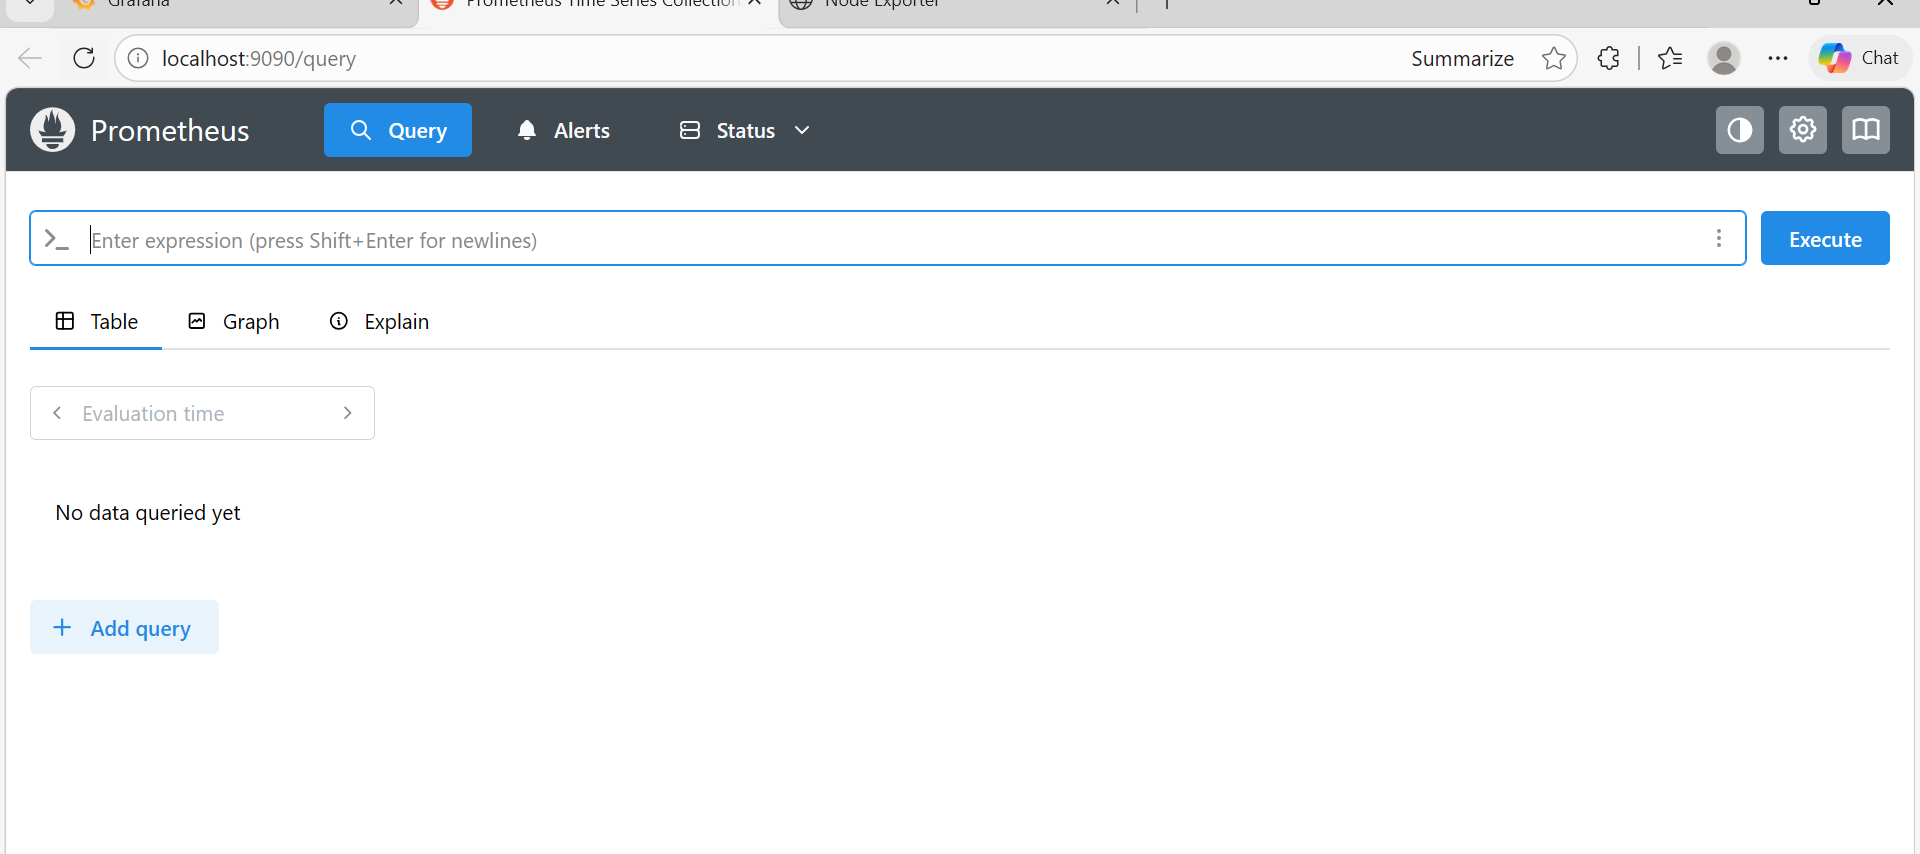 Grafana
Prometheus Time Series Collection
Node Exporter
localhost:9090/query
Summarize
Chat
Prometheus
Query
Alerts
Status
Enter expression (press Shift+Enter for newlines)
Execute
Table
Graph
Explain
Evaluation time
No data queried yet
Add query